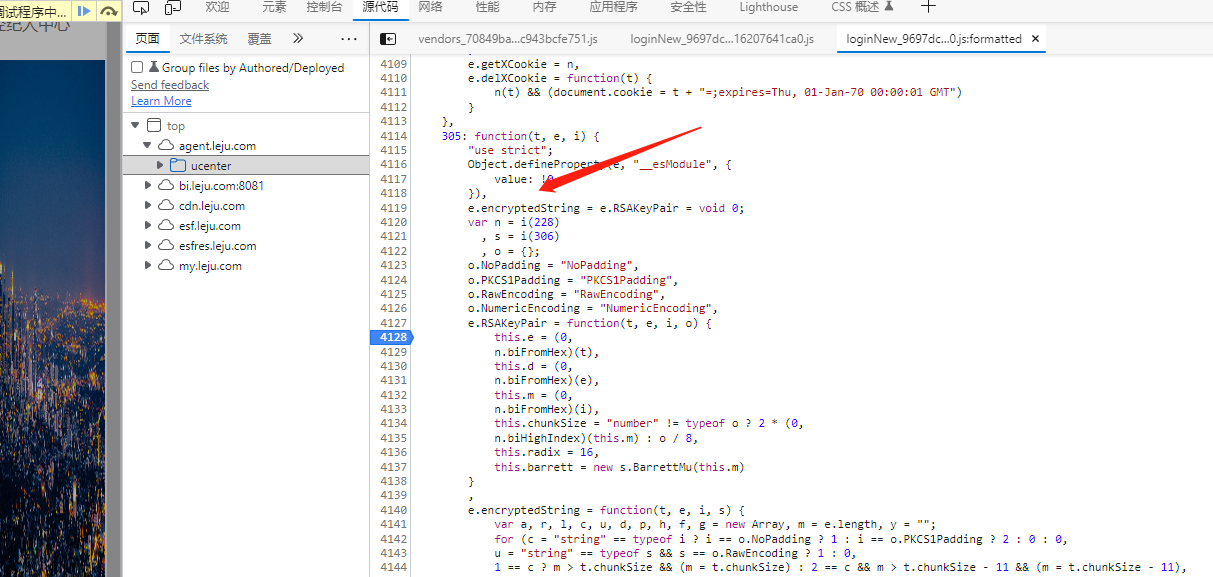 调试程序中...
欢迎 元素 控制台 源代码 网络 性能 内存 应用程序 安全性 Lighthouse CSS 概述
经纪人中心
页面 文件系统 覆盖
vendors_70849ba...c943bcfe751.js loginNew_9697dc...16207641ca0.js loginNew_9697dc...0.js:formatted ×
Group files by Authored/Deployed
Send feedback
Learn More
top
agent.leju.com
ucenter
bi.leju.com:8081
cdn.leju.com
esf.leju.com
esfres.leju.com
my.leju.com
4109 e.getXCookie = n,
4110 e.delXCookie = function(t) {
4111 n(t) && (document.cookie = t + "=;expires=Thu, 01-Jan-70 00:00:01 GMT")
4112 }
4113 },
4114 305: function(t, e, i) {
4115 "use strict";
4116 Object.defineProperty(e, "__esModule", {
4117 value: !0
4118 }),
4119 e.encryptedString = e.RSAKeyPair = void 0;
4120 var n = i(228)
4121 , s = i(306)
4122 , o = {};
4123 o.NoPadding = "NoPadding",
4124 o.PKCS1Padding = "PKCS1Padding",
4125 o.RawEncoding = "RawEncoding",
4126 o.NumericEncoding = "NumericEncoding",
4127 e.RSAKeyPair = function(t, e, i, o) {
4128 this.e = (0,
4129 n.biFromHex)(t),
4130 this.d = (0,
4131 n.biFromHex)(e),
4132 this.m = (0,
4133 n.biFromHex)(i),
4134 this.chunkSize = "number" != typeof o ? 2 * (0,
4135 n.biHighIndex)(this.m) : o / 8,
4136 this.radix = 16,
4137 this.barrett = new s.BarrettMu(this.m)
4138 }
4139 ,
4140 e.encryptedString = function(t, e, i, s) {
4141 var a, r, l, c, u, d, p, h, f, g = new Array, m = e.length, y = "";
4142 for (c = "string" == typeof i ? i == o.NoPadding ? 1 : i == o.PKCS1Padding ? 2 : 0 : 0,
4143 u = "string" == typeof s && s == o.RawEncoding ? 1 : 0,
4144 1 == c ? m > t.chunkSize && (m = t.chunkSize) : 2 == c && m > t.chunkSize - 11 && (m = t.chunkSize - 11),